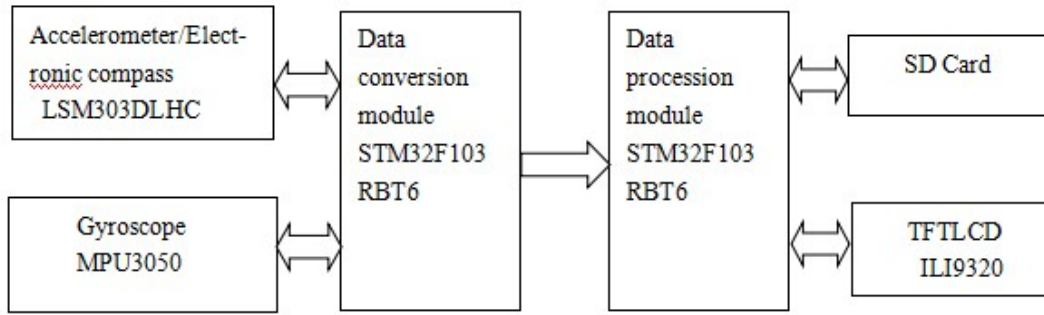 Accelerometer/Elect-
ronic compass
LSM303DLHC
Gyroscope
MPU3050
Data
conversion
module
STM32F103
RBT6
Data
procession
module
STM32F103
RBT6
SD Card
TFTLCD
ILI9320